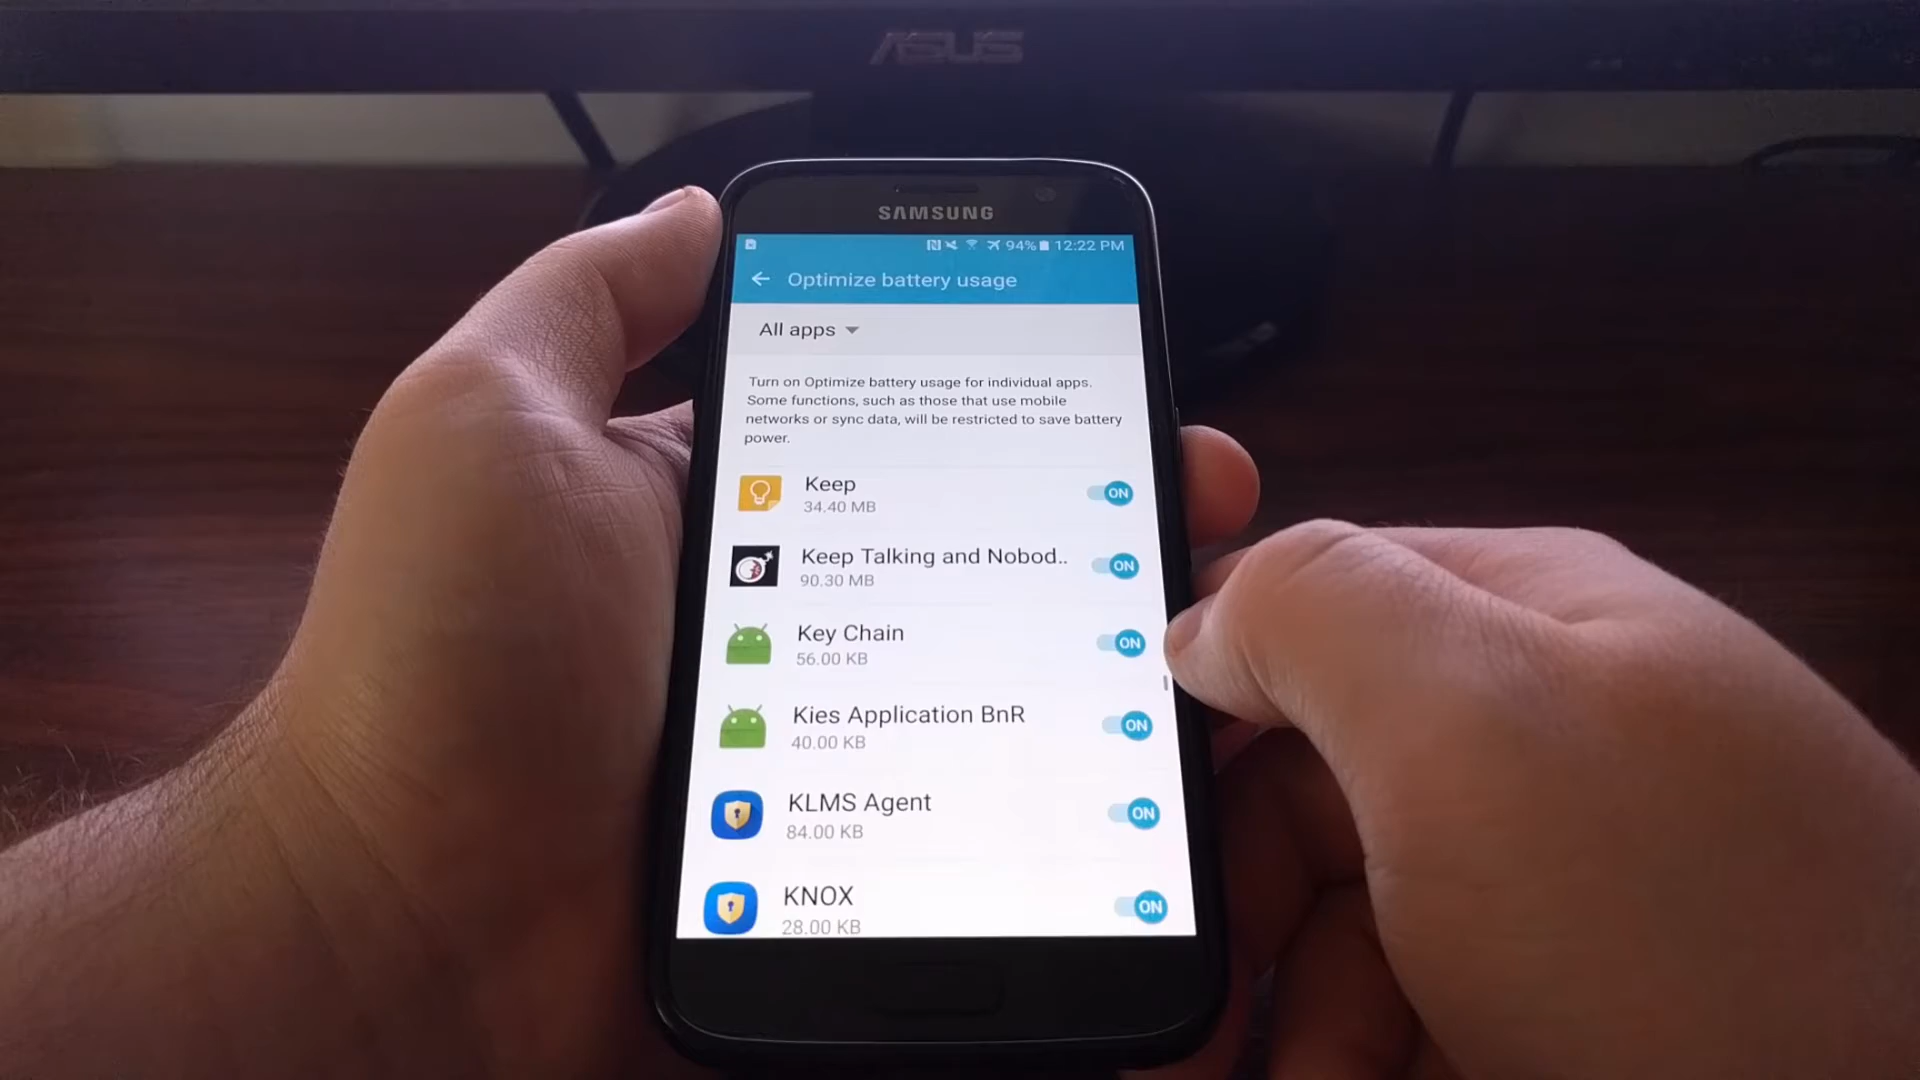 ASUS
SAMSUNG
94% 12:22 PM
Optimize battery usage
All apps
Turn on Optimize battery usage for individual apps.
Some functions, such as those that use mobile
networks or sync data, will be restricted to save battery
power.
Keep
34.40 MB
ON
Keep Talking and Nobod..
90.30 MB
ON
Key Chain
56.00 KB
ON
Kies Application BnR
40.00 KB
ON
KLMS Agent
84.00 KB
ON
KNOX
28.00 KB
ON